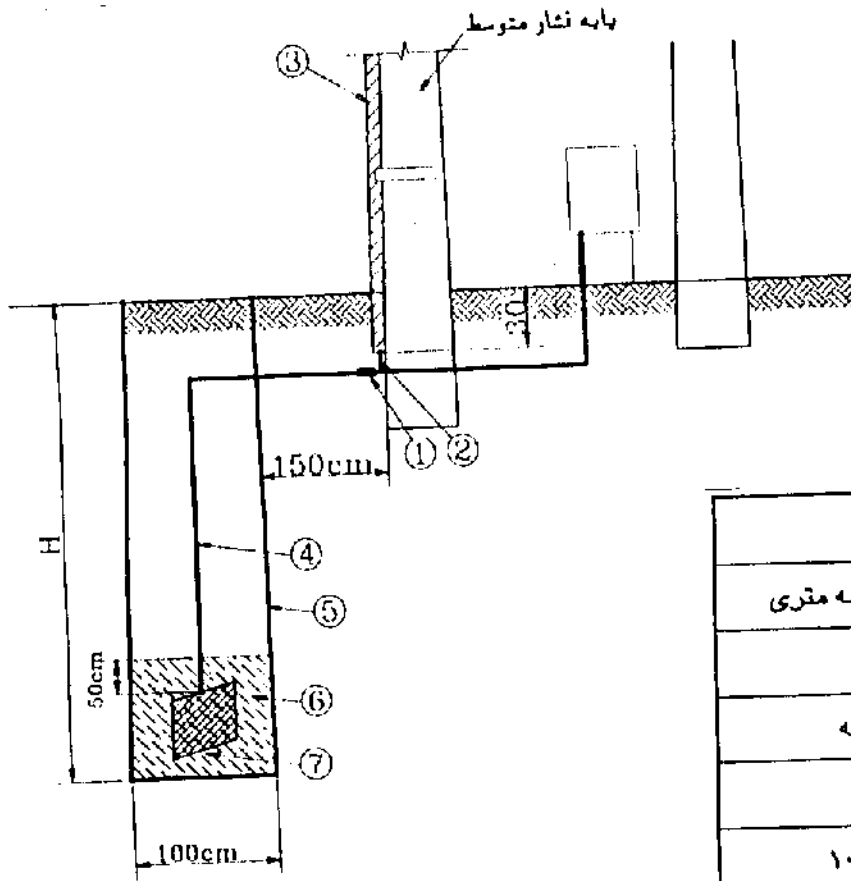 پایه فشار متوسط
③
30
① ②
150cm
H
④
⑤
50cm
⑥
⑦
100cm
ه متری
ه
۱۰